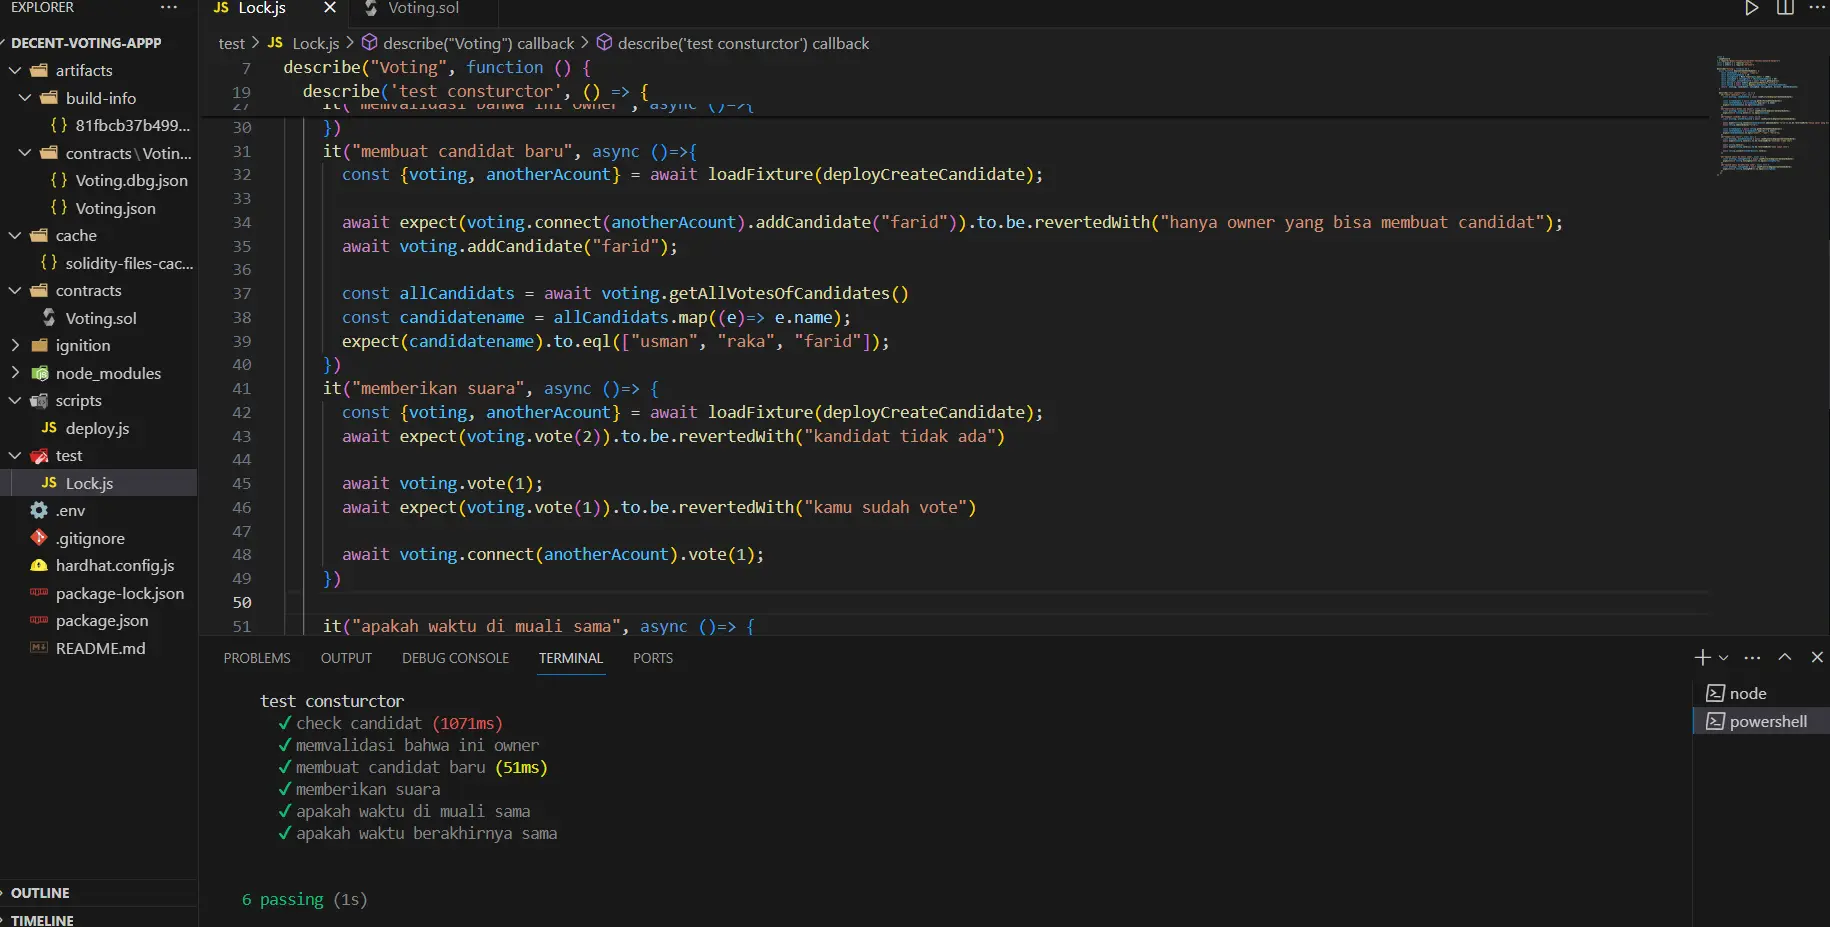 EXPLORER
DECENT-VOTING-APPP
artifacts
build-info
{} 81fbcb37b499...
contracts\Votin...
{} Voting.dbg.json
{} Voting.json
cache
{} solidity-files-cac...
contracts
Voting.sol
ignition
node_modules
scripts
JS deploy.js
test
JS Lock.js
.env
.gitignore
hardhat.config.js
package-lock.json
package.json
README.md
OUTLINE
TIMELINE
JS Lock.js
Voting.sol
test > JS Lock.js > describe("Voting") callback > describe('test consturctor') callback
7 describe("Voting", function () {
19 describe('test consturctor', () => {
27 it("memvalidasi bahwa ini owner", async ()=>{
30 })
31 it("membuat candidat baru", async ()=>{
32 const {voting, anotherAcount} = await loadFixture(deployCreateCandidate);
33
34 await expect(voting.connect(anotherAcount).addCandidate("farid")).to.be.revertedWith("hanya owner yang bisa membuat candidat");
35 await voting.addCandidate("farid");
36
37 const allCandidats = await voting.getAllVotesOfCandidates()
38 const candidatename = allCandidats.map((e)=> e.name);
39 expect(candidatename).to.eql(["usman", "raka", "farid"]);
40 })
41 it("memberikan suara", async ()=> {
42 const {voting, anotherAcount} = await loadFixture(deployCreateCandidate);
43 await expect(voting.vote(2)).to.be.revertedWith("kandidat tidak ada")
44
45 await voting.vote(1);
46 await expect(voting.vote(1)).to.be.revertedWith("kamu sudah vote")
47
48 await voting.connect(anotherAcount).vote(1);
49 })
50
51 it("apakah waktu di muali sama", async ()=> {
PROBLEMS OUTPUT DEBUG CONSOLE TERMINAL PORTS
test consturctor
✓ check candidat (1071ms)
✓ memvalidasi bahwa ini owner
✓ membuat candidat baru (51ms)
✓ memberikan suara
✓ apakah waktu di muali sama
✓ apakah waktu berakhirnya sama
6 passing (1s)
node
powershell